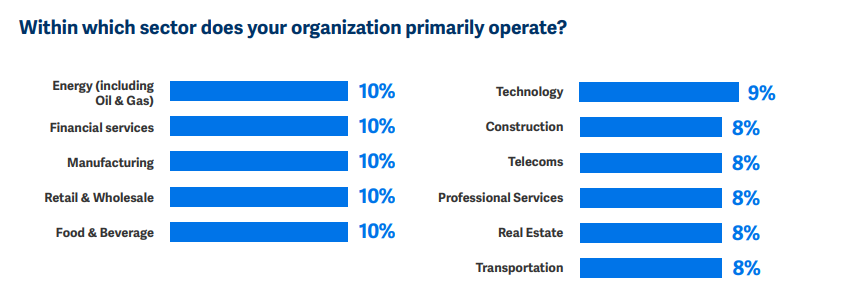 Within which sector does your organization primarily operate?
Energy (including
Oil & Gas) 10%
Financial services 10%
Manufacturing 10%
Retail & Wholesale 10%
Food & Beverage 10%
Technology 9%
Construction 8%
Telecoms 8%
Professional Services 8%
Real Estate 8%
Transportation 8%